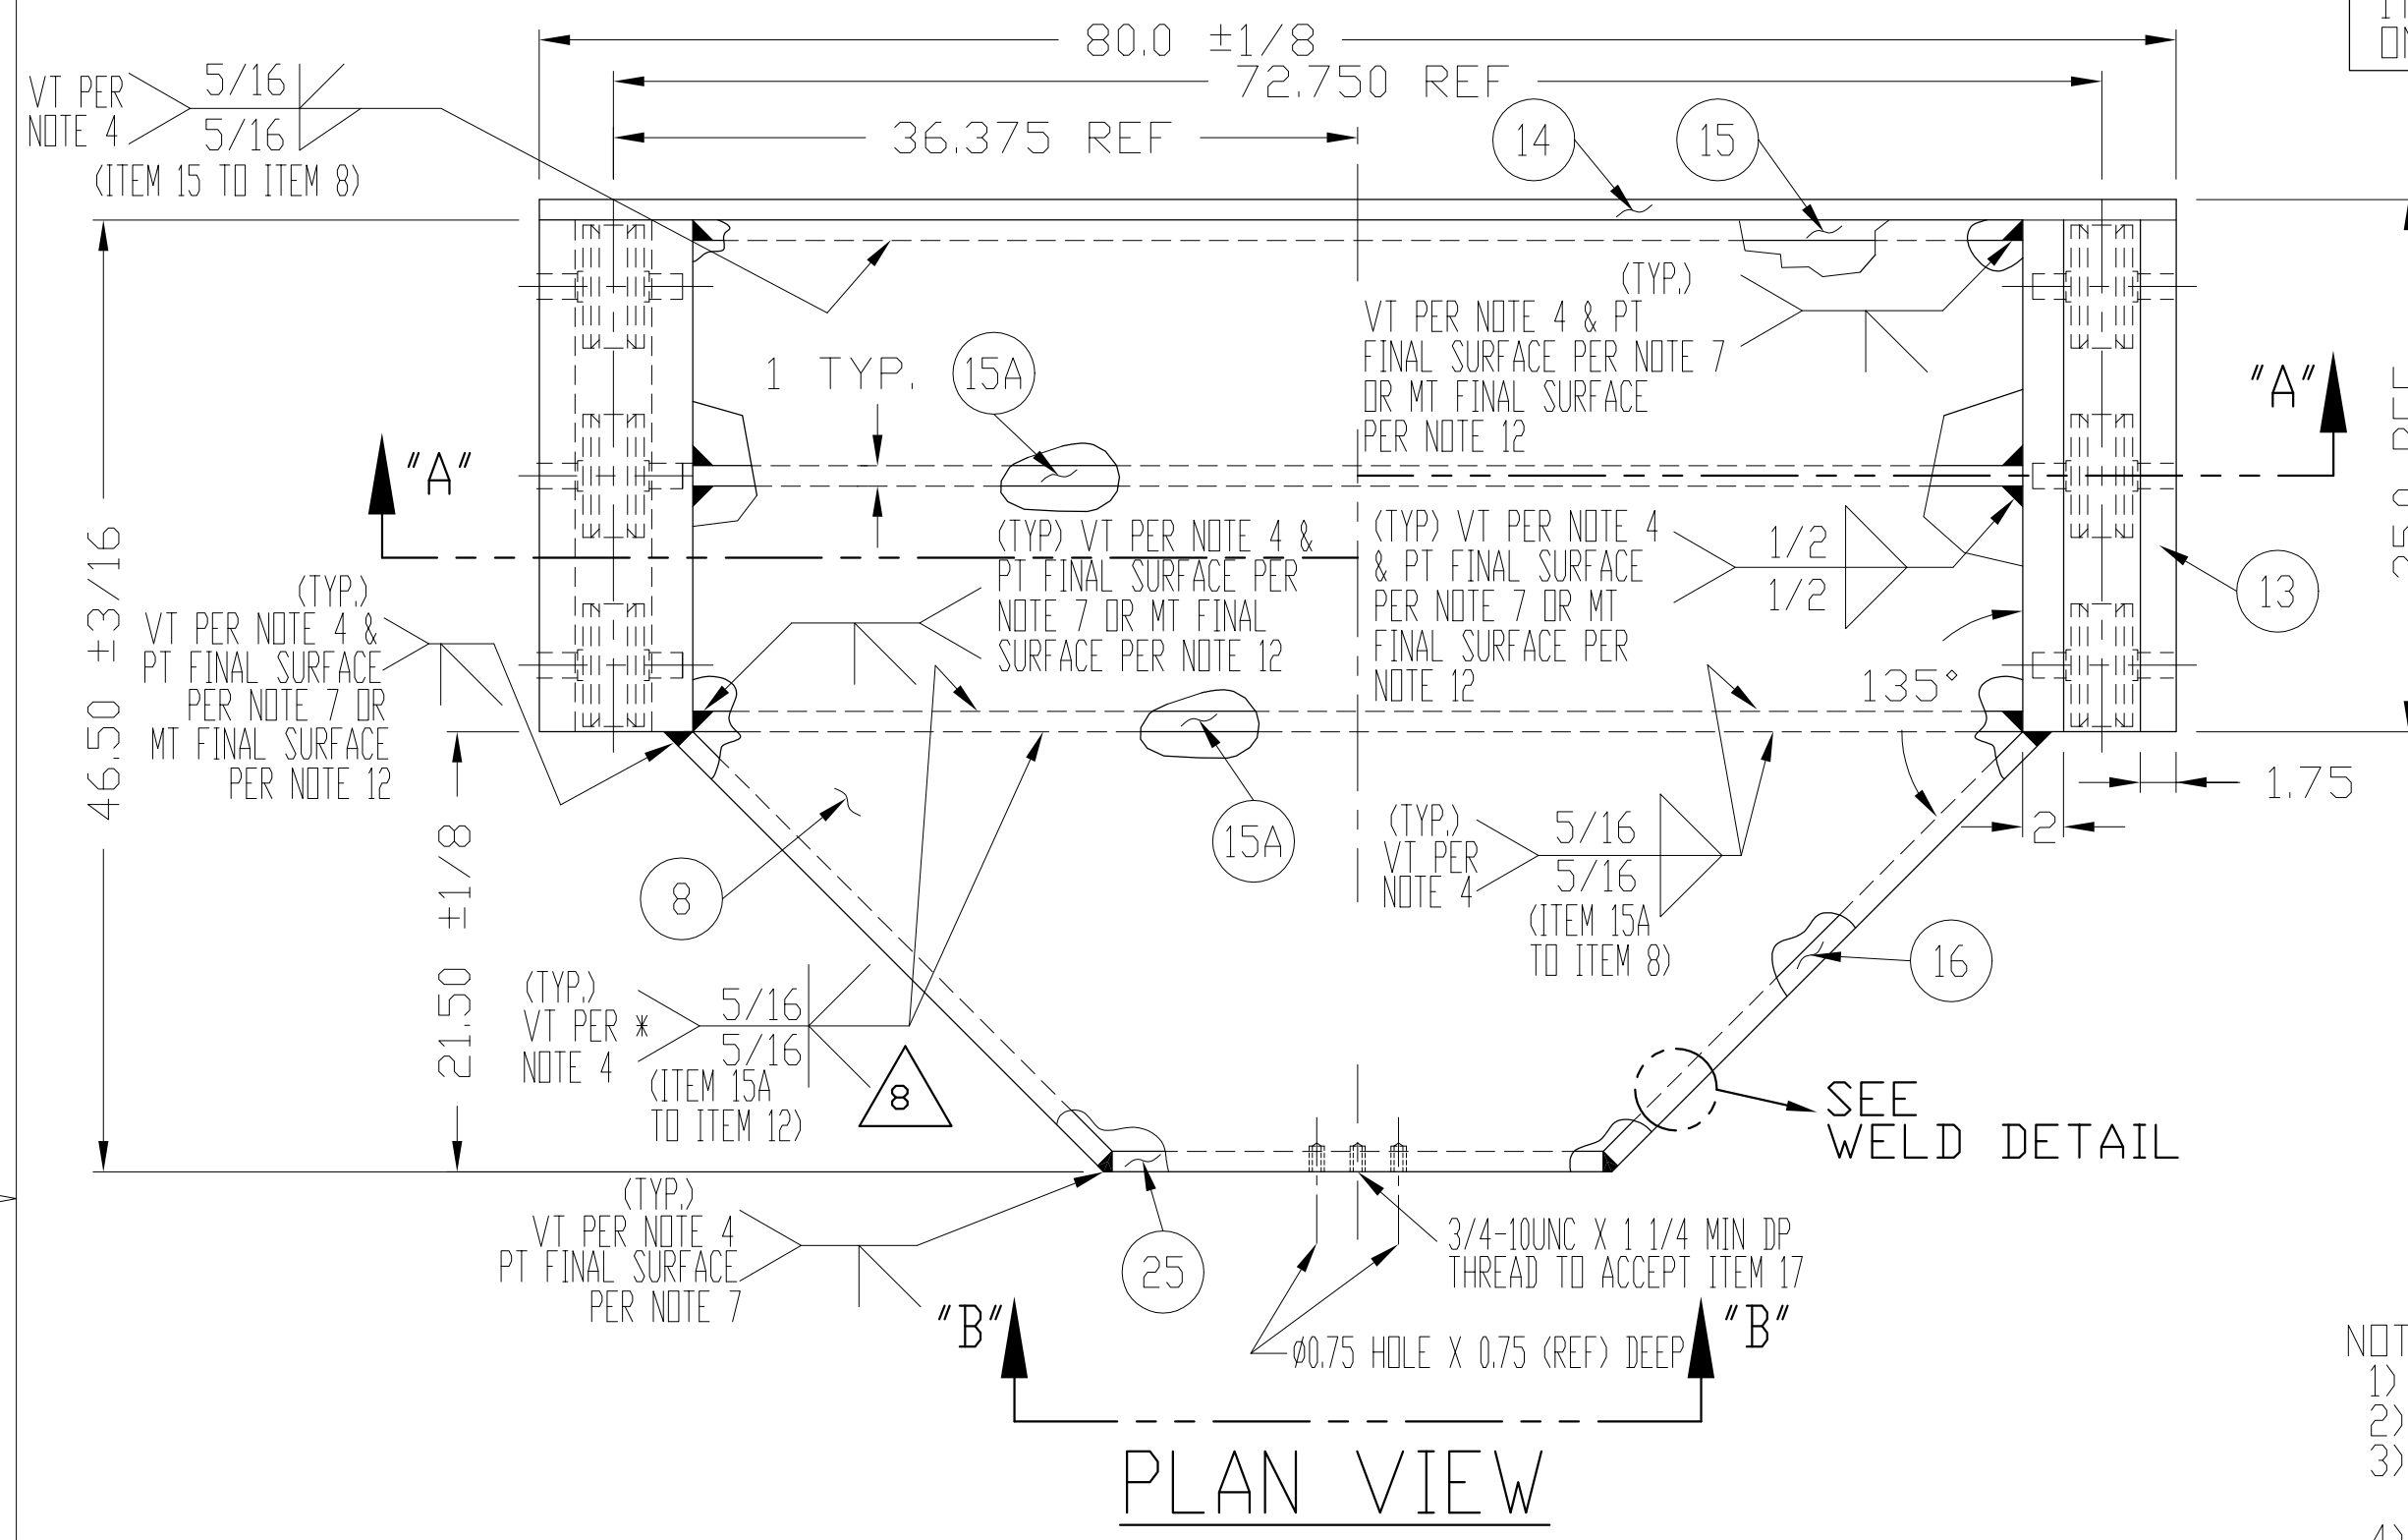 80.0 ±1/8
72.750 REF
36.375 REF
VT PER
NOTE 4
5/16
5/16
(ITEM 15 TO ITEM 8)
14
15
(TYP.)
VT PER NOTE 4 & PT
FINAL SURFACE PER NOTE 7
OR MT FINAL SURFACE
PER NOTE 12
1 TYP.
15A
"A"
"A"
46.50 ±3/16
(TYP) VT PER NOTE 4 &
PT FINAL SURFACE PER
NOTE 7 OR MT FINAL
SURFACE PER NOTE 12
(TYP) VT PER NOTE 4
& PT FINAL SURFACE
PER NOTE 7 OR MT
FINAL SURFACE PER
NOTE 12
1/2
1/2
13
135°
(TYP.)
VT PER NOTE 4 &
PT FINAL SURFACE
PER NOTE 7 OR
MT FINAL SURFACE
PER NOTE 12
21.50 ±1/8
1.75
2
15A
8
(TYP.)
VT PER
NOTE 4
5/16
5/16
(ITEM 15A
TO ITEM 8)
16
(TYP.)
VT PER *
NOTE 4
5/16
5/16
(ITEM 15A
TO ITEM 12)
8
SEE
WELD DETAIL
(TYP.)
VT PER NOTE 4
PT FINAL SURFACE
PER NOTE 7
25
3/4-10UNC X 1 1/4 MIN DP
THREAD TO ACCEPT ITEM 17
Ø0.75 HOLE X 0.75 (REF) DEEP
"B"
"B"
PLAN VIEW
1)
2)
3)